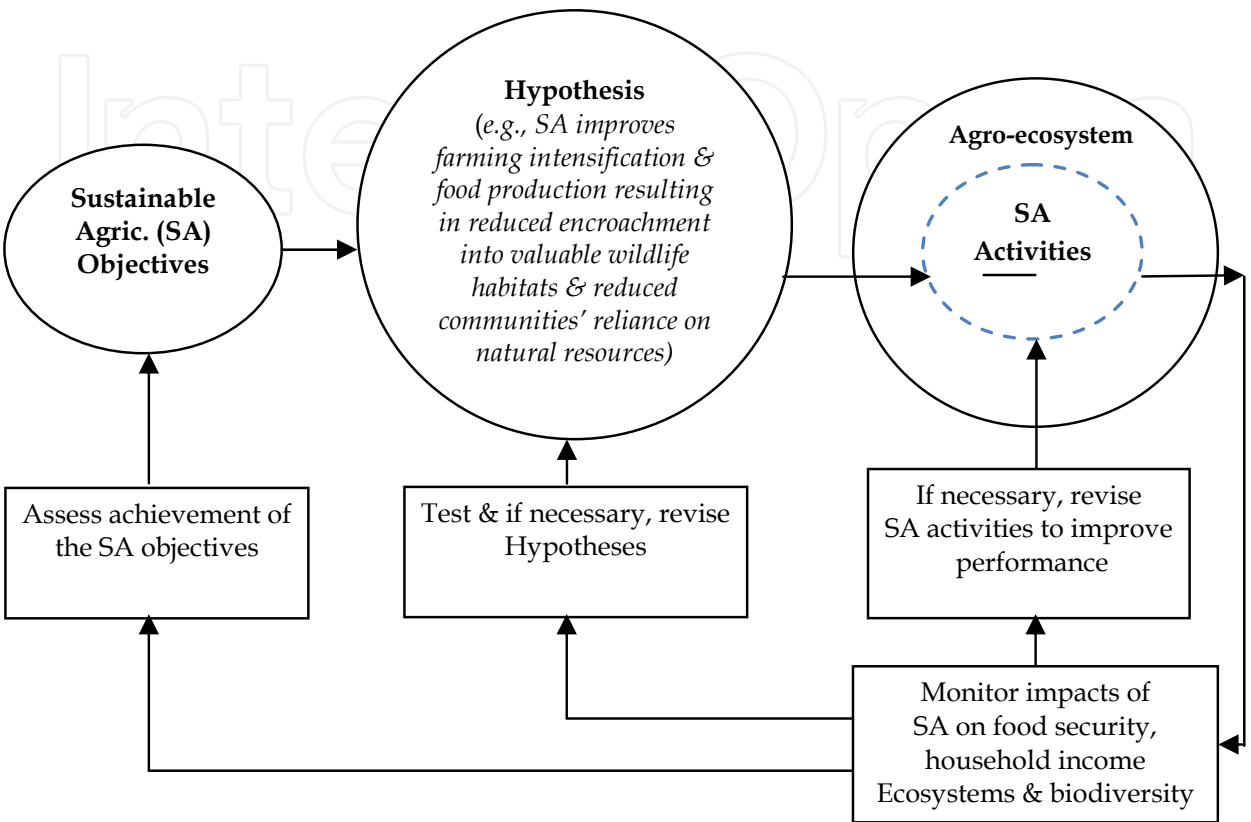 IntechOpen
Hypothesis
(e.g., SA improves
farming intensification &
food production resulting
in reduced encroachment
into valuable wildlife
habitats & reduced
communities' reliance on
natural resources)
Agro-ecosystem
SA
Activities
Sustainable
Agric. (SA)
Objectives
Assess achievement of
the SA objectives
Test & if necessary, revise
Hypotheses
If necessary, revise
SA activities to improve
performance
Monitor impacts of
SA on food security,
household income
Ecosystems & biodiversity